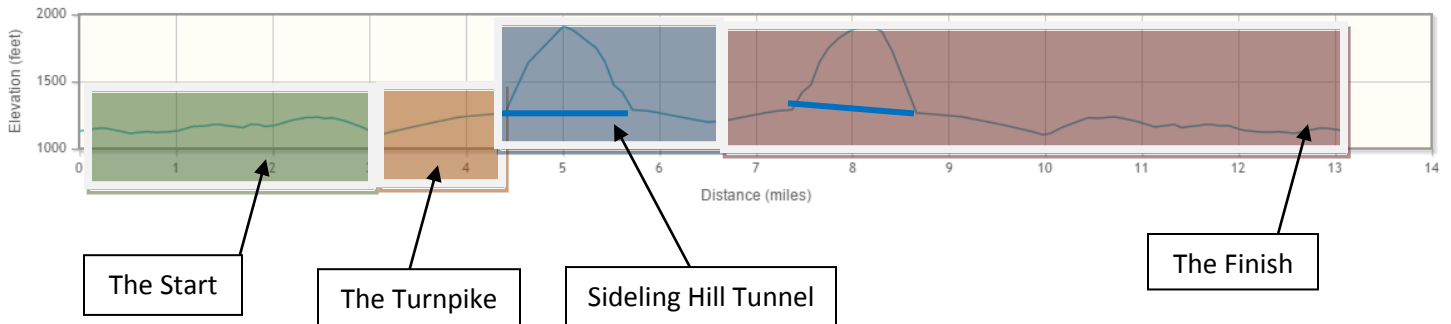 2000
1500
1000
Elevation (feet)
0 1 2 3 4 5 6 7 8 9 10 11 12 13 14
Distance (miles)
The Start
The Turnpike
Sideling Hill Tunnel
The Finish